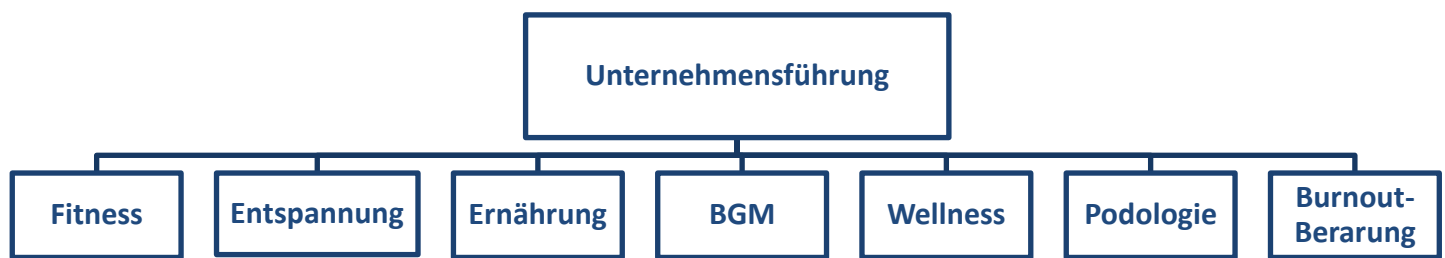 Unternehmensführung
Fitness
Entspannung
Ernährung
BGM
Wellness
Podologie
Burnout-
Berarung